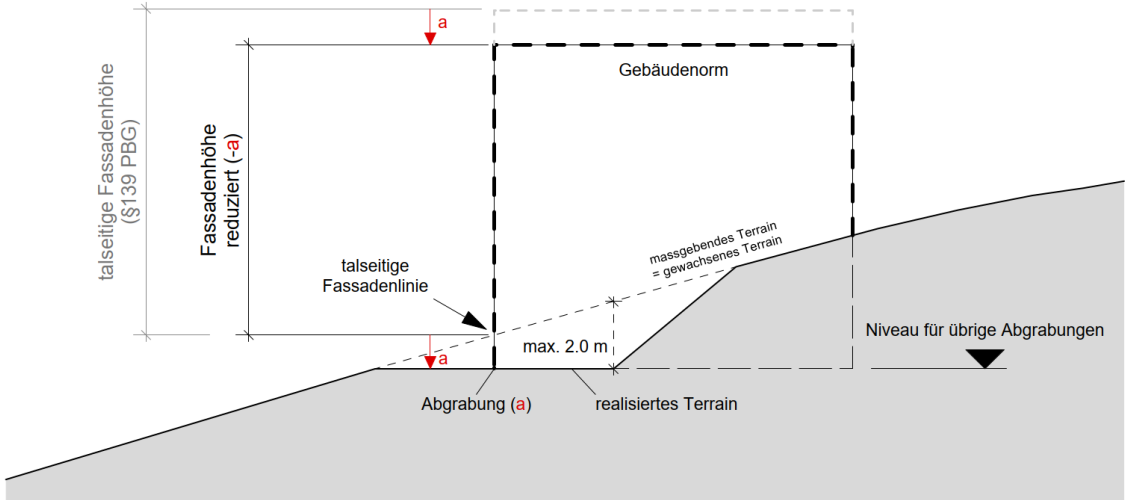 a
Gebäudenorm
talseitige Fassadenhöhe
(§139 PBG)
Fassadenhöhe
reduziert (-a)
massgebendes Terrain
= gewachsenes Terrain
talseitige
Fassadenlinie
Niveau für übrige Abgrabungen
max. 2.0 m
a
Abgrabung (a)
realisiertes Terrain